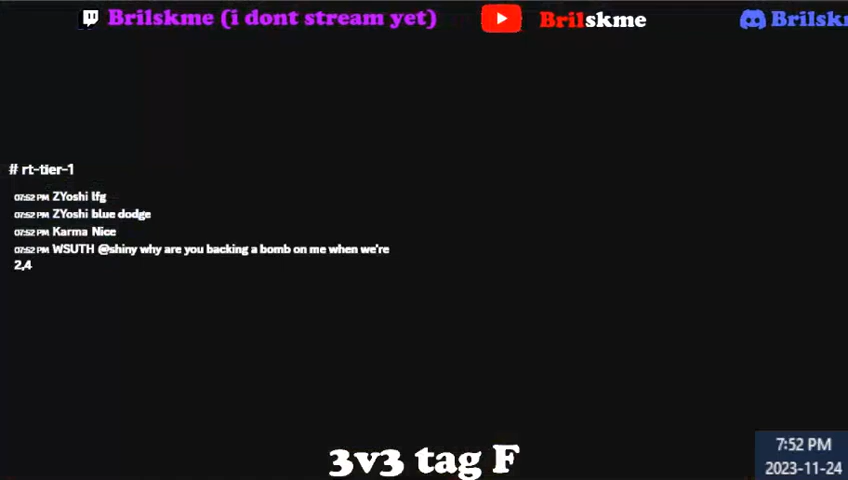 Brilskme (i dont stream yet) Brilskme Brilsk
# rt-tier-1
07:52 PM ZYoshi lfg
07:52 PM ZYoshi blue dodge
07:52 PM Karma Nice
07:52 PM WSUTH @shiny why are you backing a bomb on me when we're
2,4
3v3 tag F
7:52 PM
2023-11-24